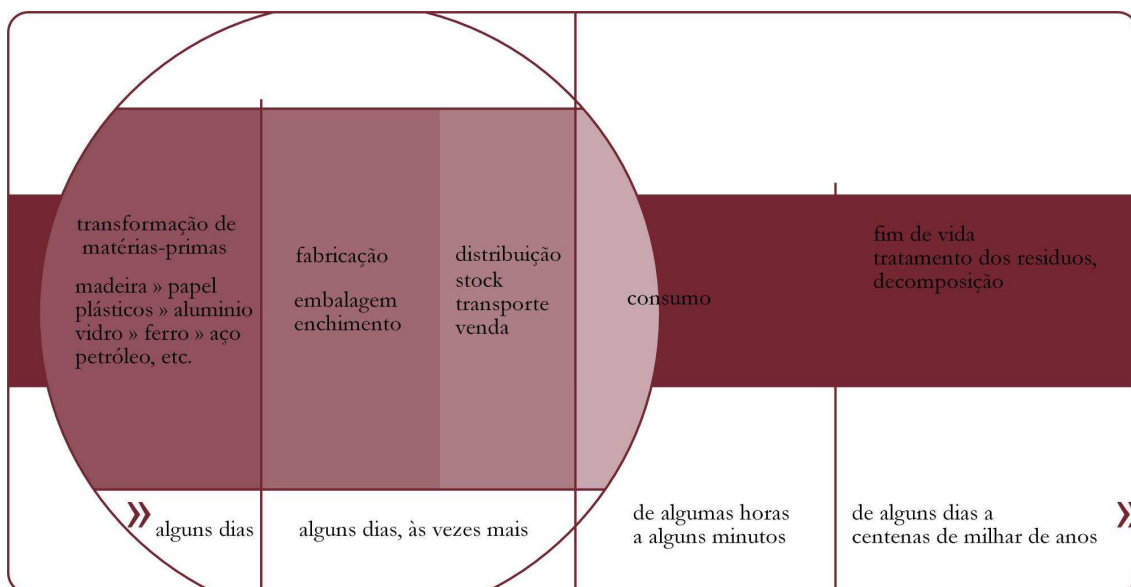 transformação de
matérias-primas
madeira » papel
plásticos » aluminio
vidro » ferro » aço
petróleo, etc.
fabricação
embalagem
enchimento
distribuição
stock
transporte
venda
consumo
fim de vida
tratamento dos residuos,
decomposição
» alguns dias
alguns dias, às vezes mais
de algumas horas
a alguns minutos
de alguns dias a
centenas de milhar de anos »